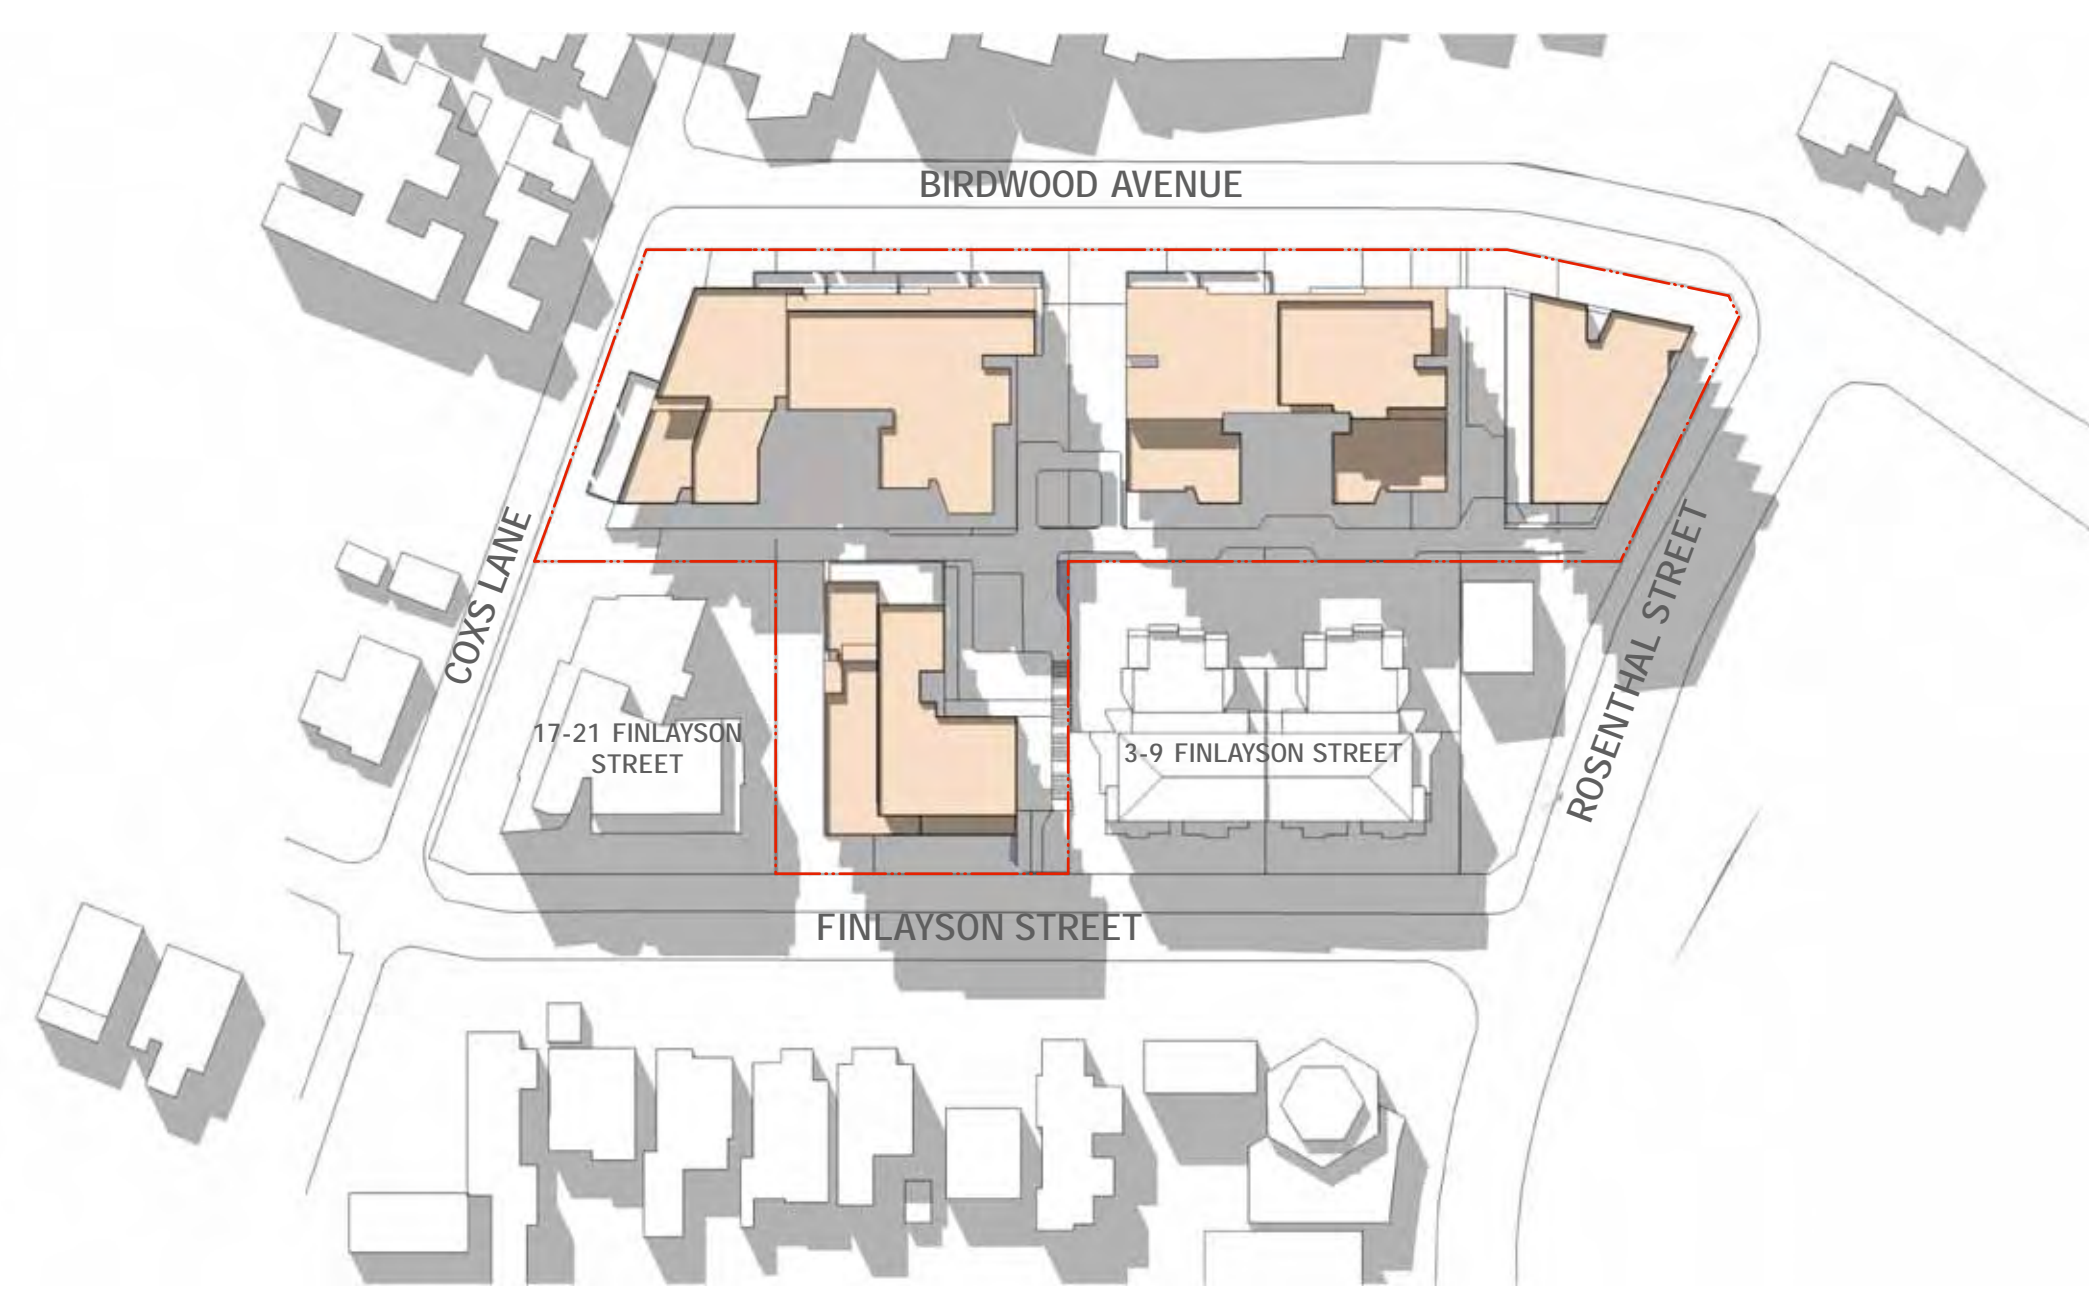 BIRDWOOD AVENUE
COXS LANE
ROSENTHAL STREET
17-21 FINLAYSON
STREET
3-9 FINLAYSON STREET
FINLAYSON STREET